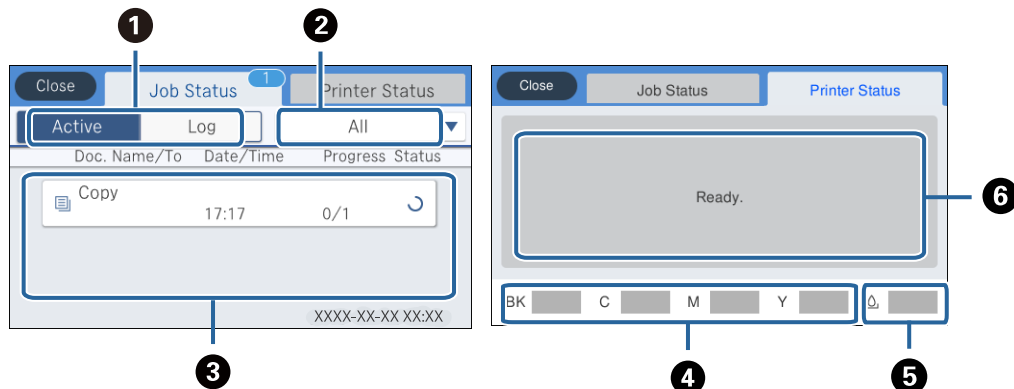 1 2
Close Job Status 1 Printer Status
Active Log All
Doc. Name/To Date/Time Progress Status
Copy
17:17 0/1
XXXX-XX-XX XX:XX
3
Close Job Status Printer Status
Ready.
6
BK C M Y
4 5